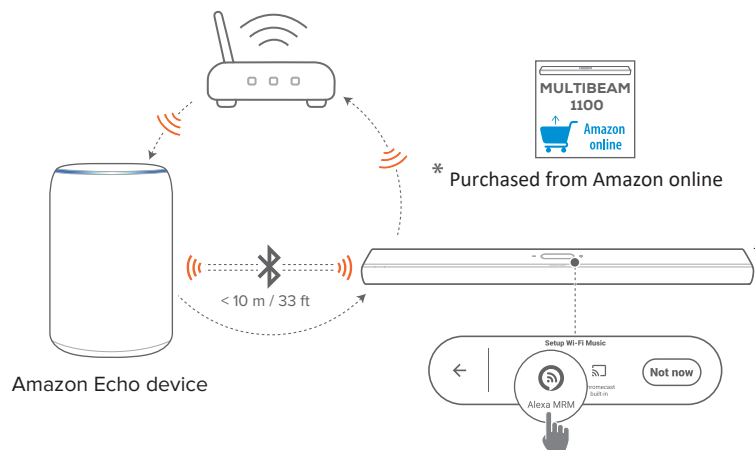 MULTIBEAM
1100
Amazon
online
* Purchased from Amazon online
< 10 m / 33 ft
Amazon Echo device
Setup Wi-Fi Music
Alexa MRM
built-in
Not now